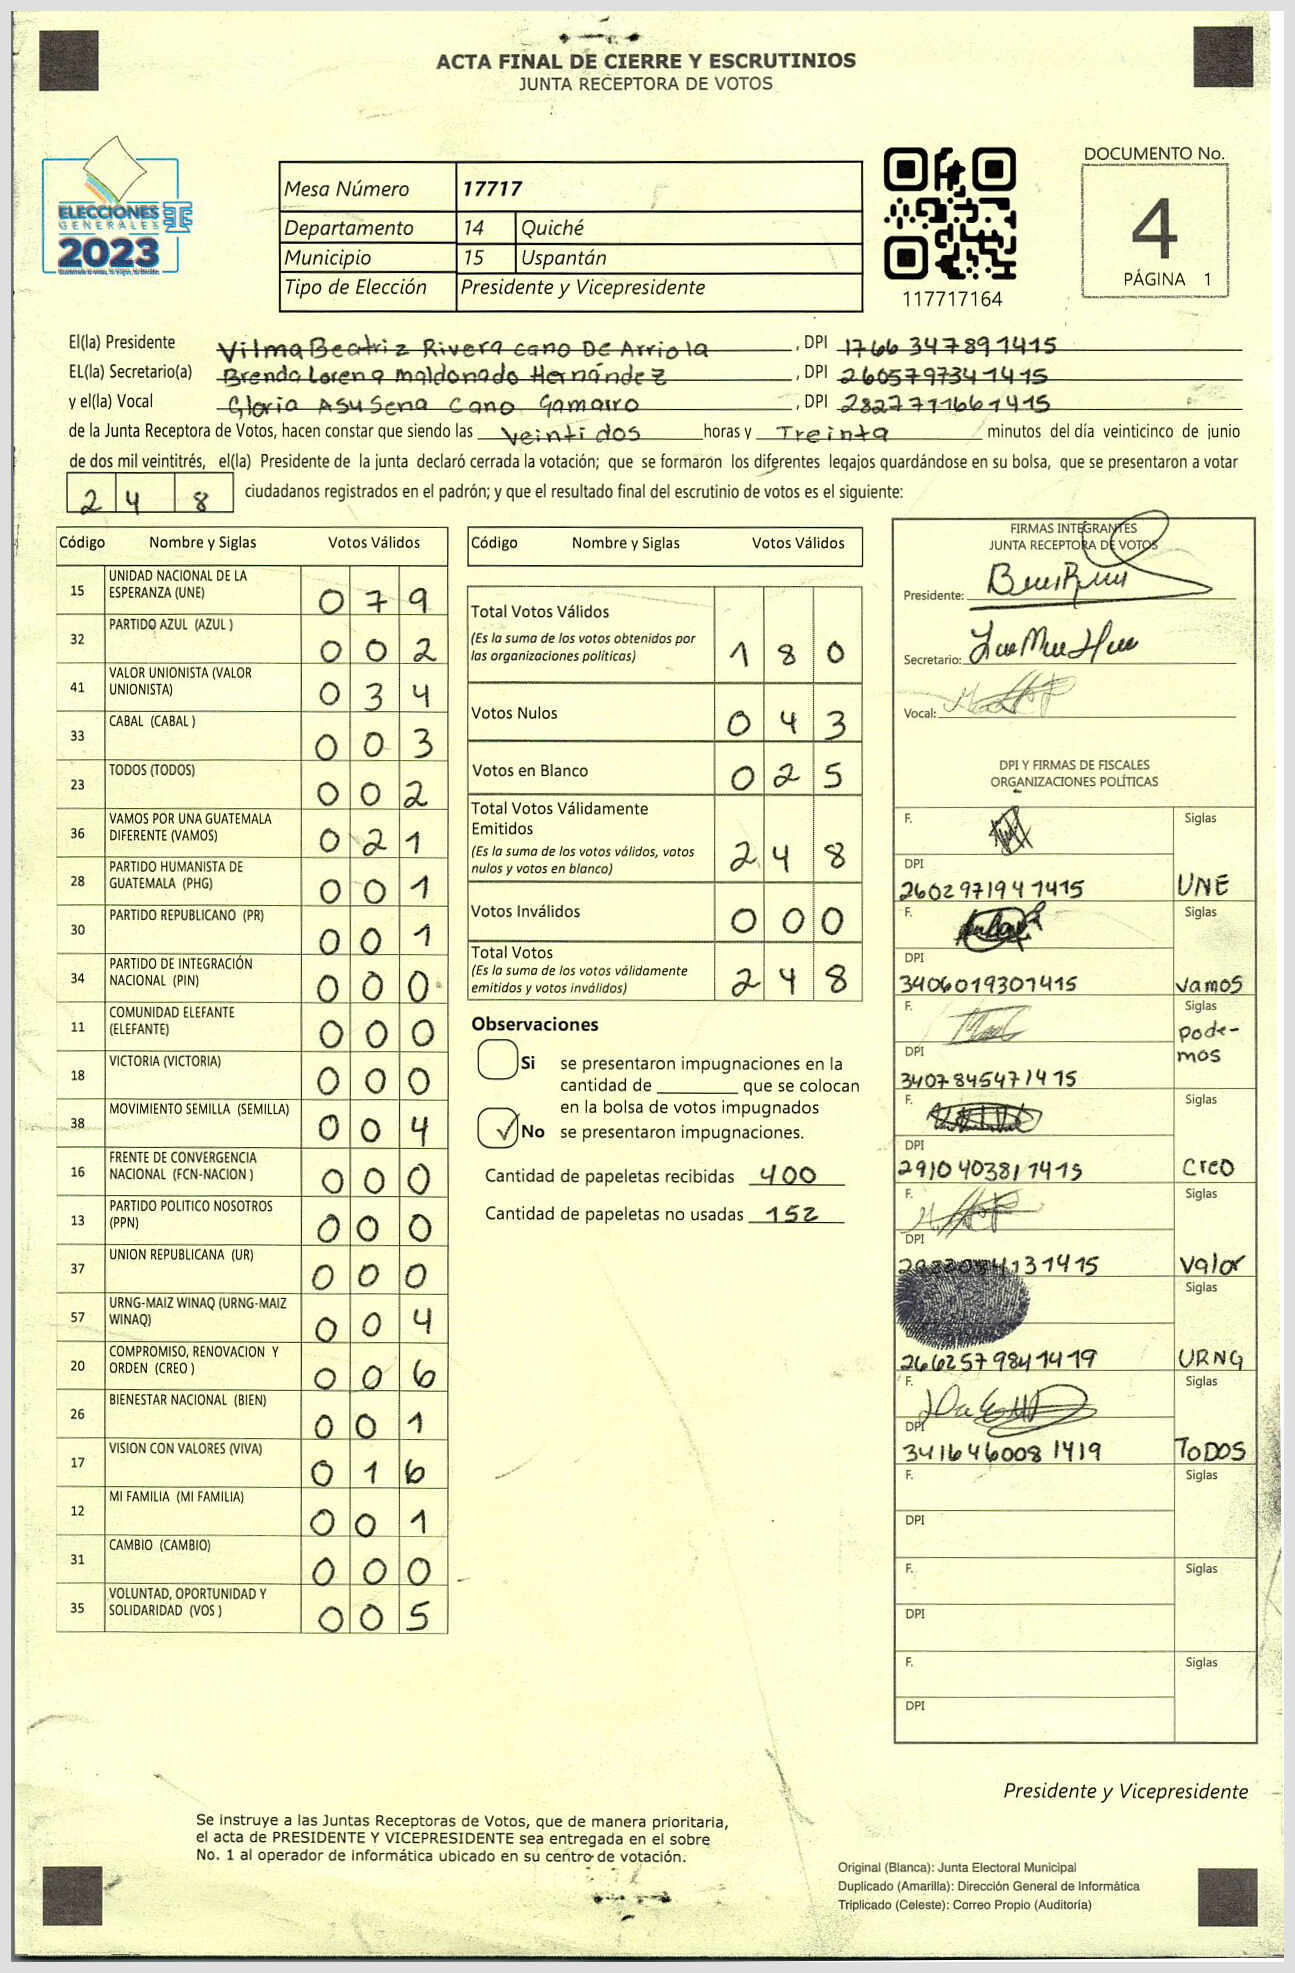 ACTA FINAL DE CIERRE Y ESCRUTINIOS
JUNTA RECEPTORA DE VOTOS
ELECCIONES
GENERALES
2023
Mesa Número 17717
Departamento 14 Quiché
Municipio 15 Uspantán
Tipo de Elección Presidente y Vicepresidente
117717164
DOCUMENTO No.
4
PÁGINA 1
El(la) Presidente Vilma Beatriz Rivera cano De Arriola , DPI 1766 34789 1415
EL(la) Secretario(a) Brenda Lorena Maldonado Hernández , DPI 260579734 1415
y el(la) Vocal Gloria Asusena Cano Gamarro , DPI 282771166 1415
de la Junta Receptora de Votos, hacen constar que siendo las veintidos horas y Treinta minutos del día veinticinco de junio
de dos mil veintitrés, el(la) Presidente de la junta declaró cerrada la votación; que se formaron los diferentes legajos quardándose en su bolsa, que se presentaron a votar
2 4 8 ciudadanos registrados en el padrón; y que el resultado final del escrutinio de votos es el siguiente:
Código Nombre y Siglas Votos Válidos
15 UNIDAD NACIONAL DE LA
ESPERANZA (UNE) 0 7 9
32 PARTIDO AZUL (AZUL ) 0 0 2
41 VALOR UNIONISTA (VALOR
UNIONISTA) 0 3 4
33 CABAL (CABAL ) 0 0 3
23 TODOS (TODOS) 0 0 2
36 VAMOS POR UNA GUATEMALA
DIFERENTE (VAMOS) 0 2 1
28 PARTIDO HUMANISTA DE
GUATEMALA (PHG) 0 0 1
30 PARTIDO REPUBLICANO (PR) 0 0 1
34 PARTIDO DE INTEGRACIÓN
NACIONAL (PIN) 0 0 0
11 COMUNIDAD ELEFANTE
(ELEFANTE) 0 0 0
18 VICTORIA (VICTORIA) 0 0 0
38 MOVIMIENTO SEMILLA (SEMILLA) 0 0 4
16 FRENTE DE CONVERGENCIA
NACIONAL (FCN-NACION ) 0 0 0
13 PARTIDO POLITICO NOSOTROS
(PPN) 0 0 0
37 UNION REPUBLICANA (UR) 0 0 0
57 URNG-MAIZ WINAQ (URNG-MAIZ
WINAQ) 0 0 4
20 COMPROMISO, RENOVACION Y
ORDEN (CREO ) 0 0 6
26 BIENESTAR NACIONAL (BIEN) 0 0 1
17 VISION CON VALORES (VIVA) 0 1 6
12 MI FAMILIA (MI FAMILIA) 0 0 1
31 CAMBIO (CAMBIO) 0 0 0
35 VOLUNTAD, OPORTUNIDAD Y
SOLIDARIDAD (VOS ) 0 0 5
Código Nombre y Siglas Votos Válidos
Total Votos Válidos
(Es la suma de los votos obtenidos por
las organizaciones políticas) 1 8 0
Votos Nulos 0 4 3
Votos en Blanco 0 2 5
Total Votos Válidamente
Emitidos
(Es la suma de los votos válidos, votos
nulos y votos en blanco) 2 4 8
Votos Inválidos 0 0 0
Total Votos
(Es la suma de los votos válidamente
emitidos y votos inválidos) 2 4 8
Observaciones
Si se presentaron impugnaciones en la
cantidad de ________ que se colocan
en la bolsa de votos impugnados
No se presentaron impugnaciones.
Cantidad de papeletas recibidas 400
Cantidad de papeletas no usadas 152
FIRMAS INTEGRANTES
JUNTA RECEPTORA DE VOTOS
Presidente:
Secretario:
Vocal:
DPI Y FIRMAS DE FISCALES
ORGANIZACIONES POLÍTICAS
F. Siglas
DPI
260297194 1415 UNE
F. Siglas
DPI
3406019301415 vamos
F. Siglas
Pode-
mos
DPI
3407845471415
F. Siglas
DPI
2910 40381 1415 Creo
F. Siglas
DPI
131415 valor
Siglas
266257984 1419 URNG
F. Siglas
DPI
341646008 1419 TODOS
F. Siglas
DPI
F. Siglas
DPI
F. Siglas
DPI
Presidente y Vicepresidente
Se instruye a las Juntas Receptoras de Votos, que de manera prioritaria,
el acta de PRESIDENTE Y VICEPRESIDENTE sea entregada en el sobre
No. 1 al operador de informática ubicado en su centro de votación.
Original (Blanca): Junta Electoral Municipal
Duplicado (Amarilla): Dirección General de Informática
Triplicado (Celeste): Correo Propio (Auditoría)